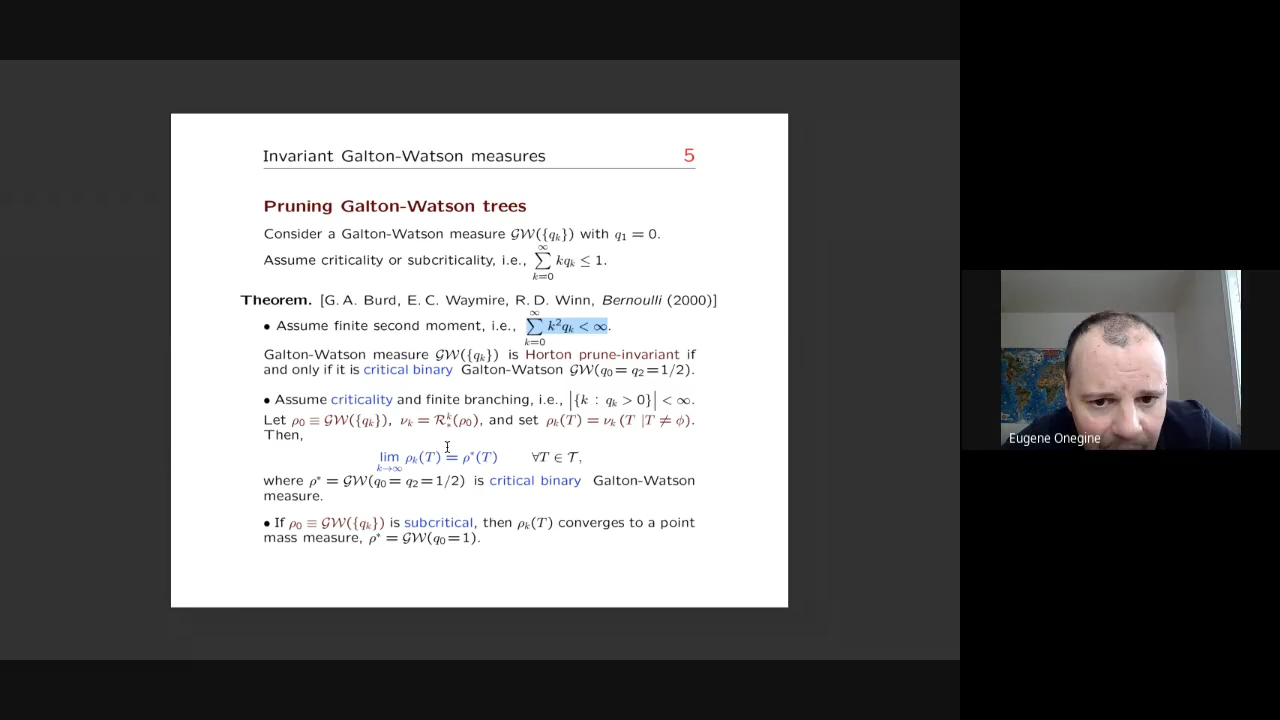 Invariant Galton-Watson measures 5
Pruning Galton-Watson trees
Consider a Galton-Watson measure 𝒢𝒲({q_k}) with q_1 = 0.
Assume criticality or subcriticality, i.e., ∑_{k=0}^{∞} kq_k ≤ 1.
Theorem. [G. A. Burd, E. C. Waymire, R. D. Winn, Bernoulli (2000)]
• Assume finite second moment, i.e., ∑_{k=0}^{∞} k^2 q_k < ∞.
Galton-Watson measure 𝒢𝒲({q_k}) is Horton prune-invariant if
and only if it is critical binary Galton-Watson 𝒢𝒲(q_0 = q_2 = 1/2).
• Assume criticality and finite branching, i.e., |{k : q_k > 0}| < ∞.
Let ρ_0 ≡ 𝒢𝒲({q_k}), ν_k = ℛ_*^k(ρ_0), and set ρ_k(T) = ν_k(T |T ≠ ϕ).
Then,
lim_{k→∞} ρ_k(T) = ρ*(T) ∀T ∈ 𝒯,
where ρ* = 𝒢𝒲(q_0 = q_2 = 1/2) is critical binary Galton-Watson
measure.
• If ρ_0 ≡ 𝒢𝒲({q_k}) is subcritical, then ρ_k(T) converges to a point
mass measure, ρ* = 𝒢𝒲(q_0 = 1).
Eugene Onegine